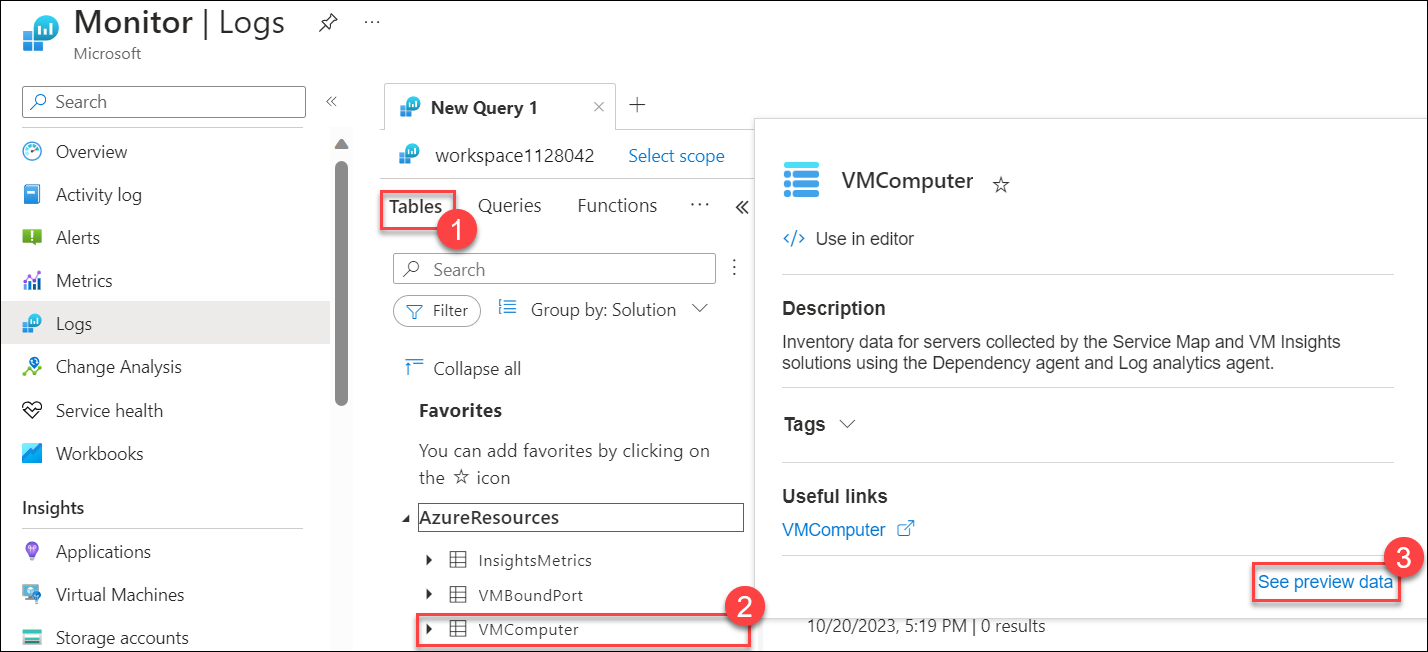 Monitor | Logs ...
Microsoft
Search «
Overview
Activity log
Alerts
Metrics
Logs
Change Analysis
Service health
Workbooks
Insights
Applications
Virtual Machines
Storage accounts
New Query 1 × +
workspace1128042 Select scope
Tables 1 Queries Functions ... «
Search
Filter Group by: Solution
Collapse all
Favorites
You can add favorites by clicking on
the ☆ icon
AzureResources
InsightsMetrics
VMBoundPort
VMComputer 2
VMComputer ☆
</> Use in editor
Description
Inventory data for servers collected by the Service Map and VM Insights
solutions using the Dependency agent and Log analytics agent.
Tags
Useful links
VMComputer
See preview data 3
10/20/2023, 5:19 PM | 0 results